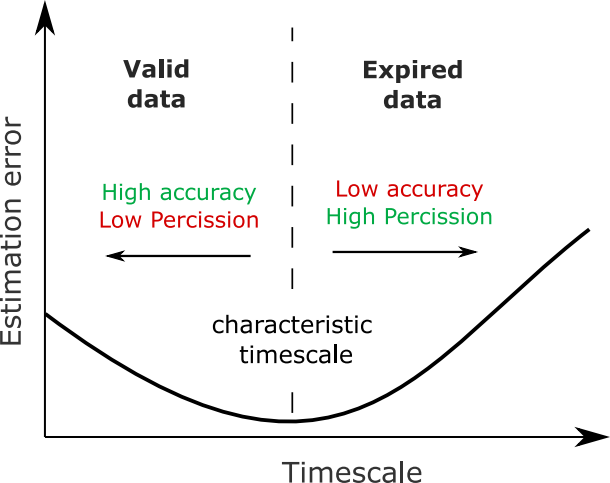 Valid
data
Expired
data
High accuracy
Low Percission
Low accuracy
High Percission
characteristic
timescale
Estimation error
Timescale